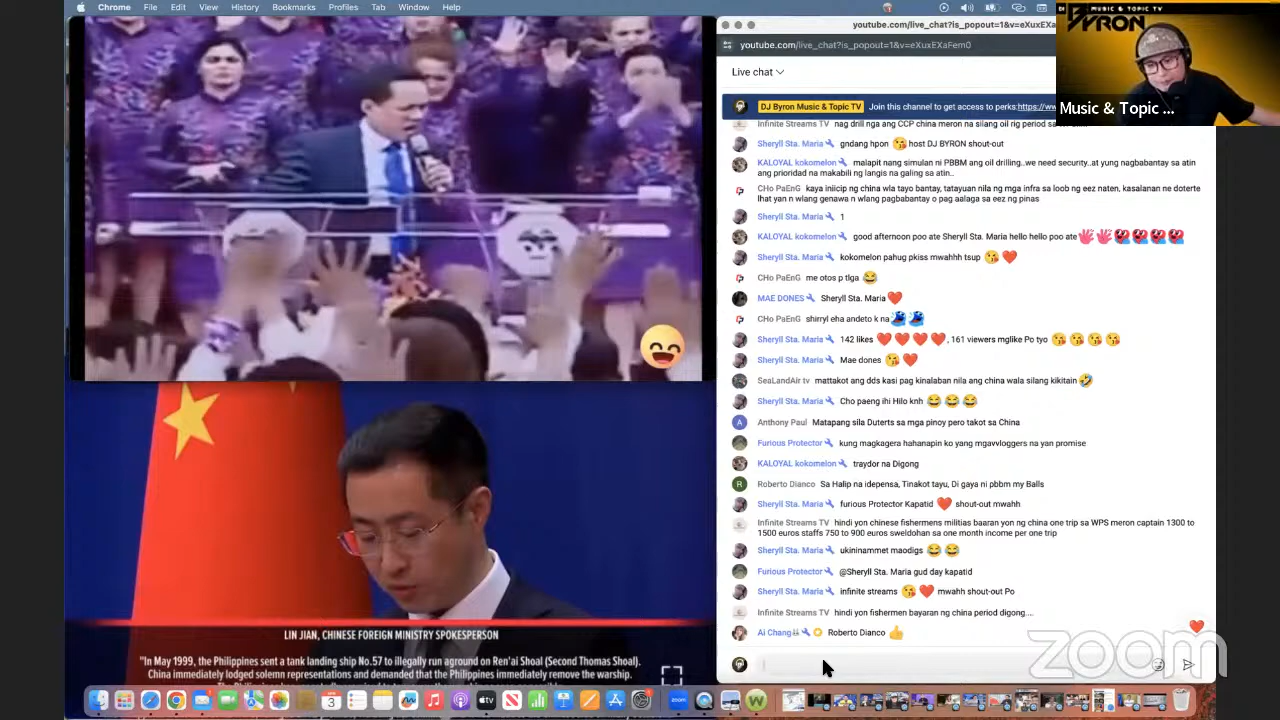 Chrome File Edit View History Bookmarks Profiles Tab Window Help
youtube.com/live_chat?is_popout=1&v=eXuxEXa
youtube.com/live_chat?is_popout=1&v=eXuxEXaFem0
MUSIC & TOPIC TV
BYRON
Music & Topic ...
Live chat
DJ Byron Music & Topic TV Join this channel to get access to perks:https://ww
Infinite Streams TV nag drill nga ang CCP china meron na silang oil rig period sa
Sheryll Sta. Maria gndang hpon 😘 host DJ BYRON shout-out
KALOYAL kokomelon malapit nang simulan ni PBBM ang oil drilling..we need security..at yung nagbabantay sa atin
ang prioridad na makabili ng langis na galing sa atin..
CHo PaEnG kaya iniicip ng china wla tayo bantay, tatayuan nila ng mga infra sa loob ng eez naten, kasalanan ne doterte
lhat yan n wlang genawa n wlang pagbabantay o pag aalaga sa eez ng pinas
Sheryll Sta. Maria 1
KALOYAL kokomelon good afternoon poo ate Sheryll Sta. Maria hello hello poo ate
Sheryll Sta. Maria kokomelon pahug pkiss mwahhh tsup 😘 ❤️
CHo PaEnG me otos p tlga 😂
MAE DONES Sheryll Sta. Maria ❤️
CHo PaEnG shirryl eha andeto k na
Sheryll Sta. Maria 142 likes ❤️ ❤️ ❤️ ❤️, 161 viewers mglike Po tyo 😘 😘 😘 😘
Sheryll Sta. Maria Mae dones 😘 ❤️
SeaLandAir tv mattakot ang dds kasi pag kinalaban nila ang china wala silang kikitain 🤣
Sheryll Sta. Maria Cho paeng ihi Hilo knh 😂 😂 😂
A Anthony Paul Matapang sila Duterts sa mga pinoy pero takot sa China
Furious Protector kung magkagera hahanapin ko yang mgavvloggers na yan promise
KALOYAL kokomelon traydor na Digong
R Roberto Dianco Sa Halip na idepensa, Tinakot tayu, Di gaya ni pbbm my Balls
Sheryll Sta. Maria furious Protector Kapatid ❤️ shout-out mwahh
Infinite Streams TV hindi yon chinese fishermens militias baaran yon ng china one trip sa WPS meron captain 1300 to
1500 euros staffs 750 to 900 euros sweldohan sa one month income per one trip
Sheryll Sta. Maria ukininammet maodigs 😂 😂
Furious Protector @Sheryll Sta. Maria gud day kapatid
Sheryll Sta. Maria infinite streams 😘 ❤️ mwahh shout-out Po
Infinite Streams TV hindi yon fishermen bayaran ng china period digong....
Ai Chang Roberto Dianco 👍
LIN JIAN, CHINESE FOREIGN MINISTRY SPOKESPERSON
"In May 1999, the Philippines sent a tank landing ship No.57 to illegally run aground on Ren'ai Shoal (Second Thomas Shoal).
China immediately lodged solemn representations and demanded that the Philippines immediately remove the warship.
zoom